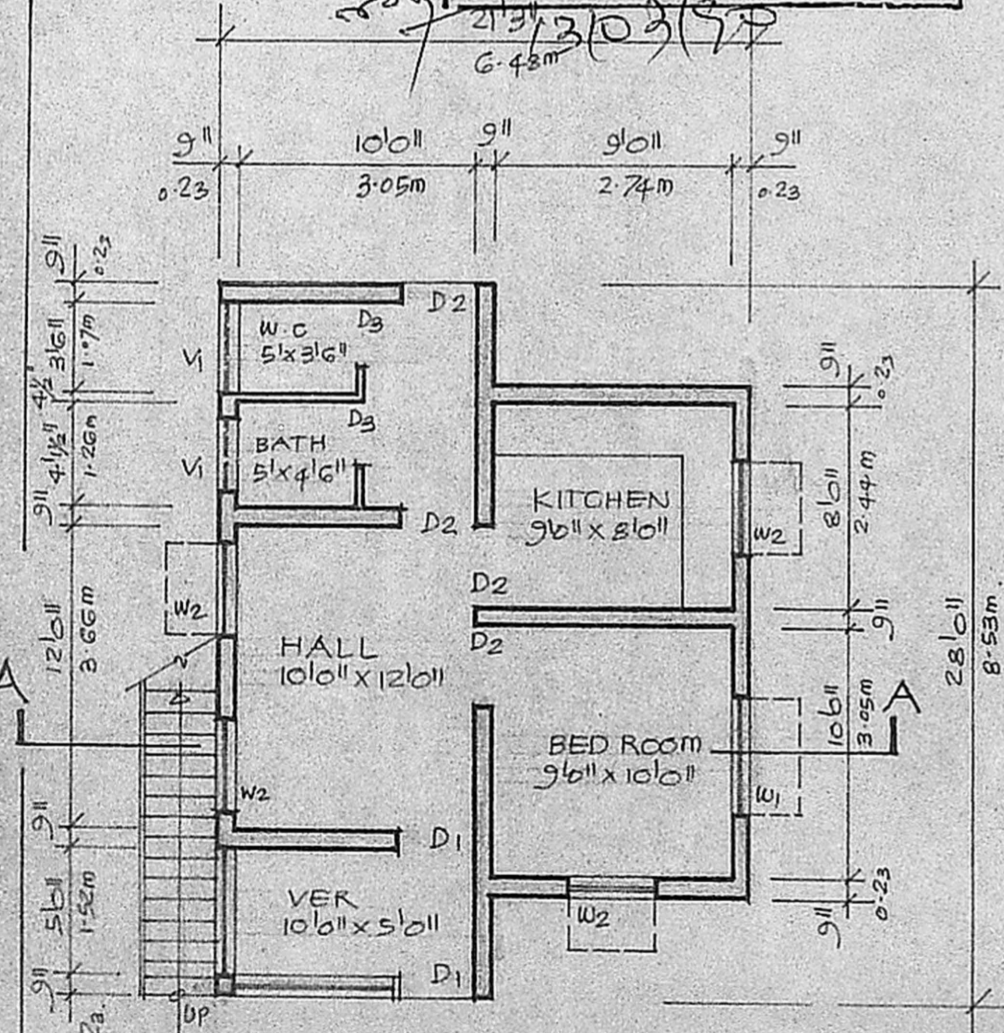 21'3"
6.48m
9"
10'0"
9"
9'0"
9"
0.23
3.05m
2.74m
0.23
9"
0.23
3'6"
1.07m
4½"
4'1½"
1.26m
9"
12'0"
3.66m
9"
5'0"
1.52m
9"
V1
V1
W.C
5'x3'6"
D3
D2
D3
BATH
5'x4'6"
D2
KITCHEN
9'0"x8'0"
W2
D2
D2
W2
HALL
10'0"x12'0"
BED ROOM
9'0"x10'0"
W1
W2
D1
VER
10'0"x5'0"
D1
W2
UP
A
A
9"
0.23
8'0"
2.44m
9"
10'0"
3.05m
9"
0.23
28'0"
8.53m